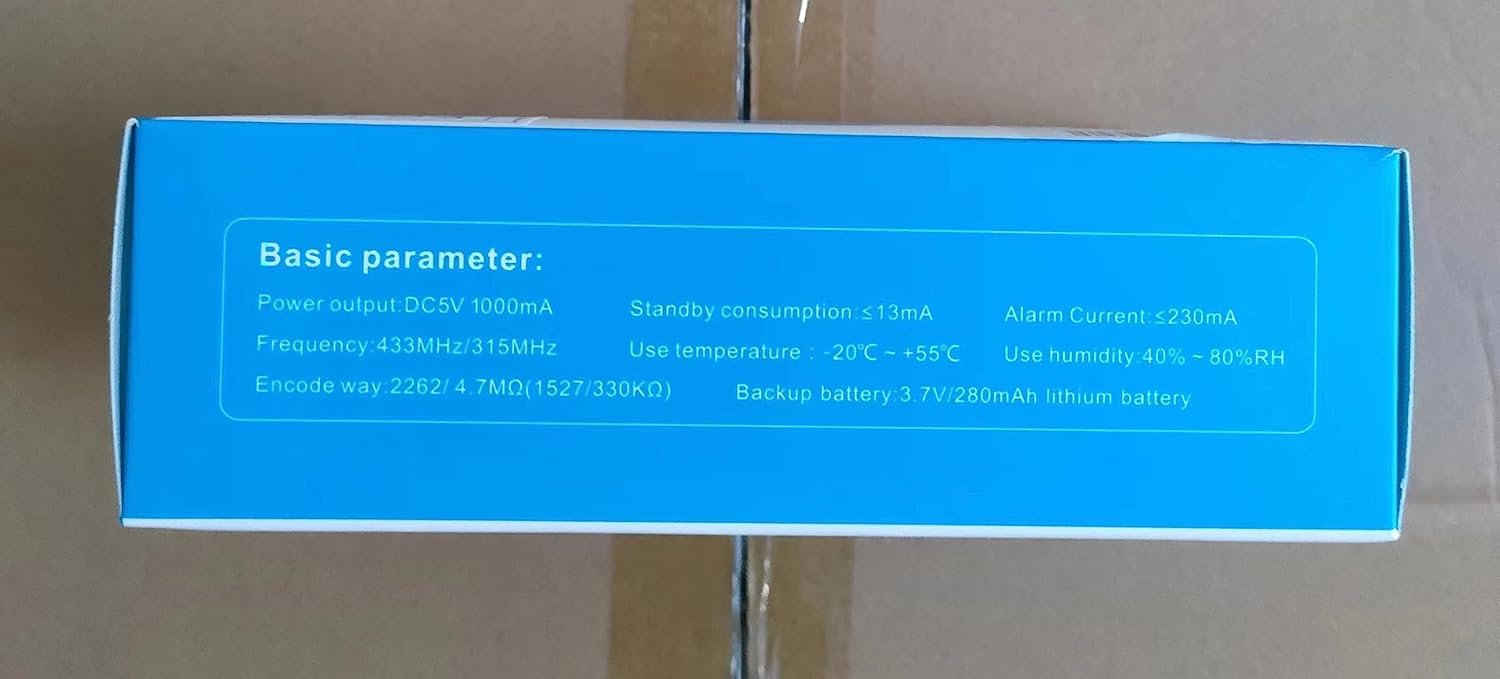 Basic parameter:
Power output:DC5V 1000mA Standby consumption:≤13mA Alarm Current:≤230mA
Frequency:433MHz/315MHz Use temperature : -20℃ ~ +55℃ Use humidity:40% ~ 80%RH
Encode way:2262/ 4.7MΩ(1527/330KΩ) Backup battery:3.7V/280mAh lithium battery